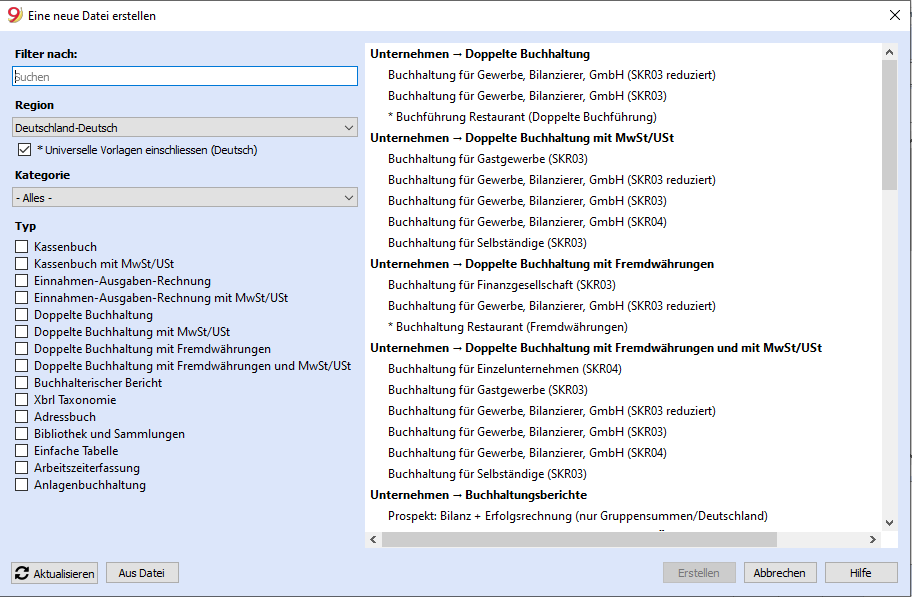 Eine neue Datei erstellen
Filter nach:
Suchen
Region
Deutschland-Deutsch
* Universelle Vorlagen einschliessen (Deutsch)
Kategorie
- Alles -
Typ
Kassenbuch
Kassenbuch mit MwSt/USt
Einnahmen-Ausgaben-Rechnung
Einnahmen-Ausgaben-Rechnung mit MwSt/USt
Doppelte Buchhaltung
Doppelte Buchhaltung mit MwSt/USt
Doppelte Buchhaltung mit Fremdwährungen
Doppelte Buchhaltung mit Fremdwährungen und MwSt/USt
Buchhalterischer Bericht
Xbrl Taxonomie
Adressbuch
Bibliothek und Sammlungen
Einfache Tabelle
Arbeitszeiterfassung
Anlagenbuchhaltung
Unternehmen → Doppelte Buchhaltung
Buchhaltung für Gewerbe, Bilanzierer, GmbH (SKR03 reduziert)
Buchhaltung für Gewerbe, Bilanzierer, GmbH (SKR03)
* Buchführung Restaurant (Doppelte Buchführung)
Unternehmen → Doppelte Buchhaltung mit MwSt/USt
Buchhaltung für Gastgewerbe (SKR03)
Buchhaltung für Gewerbe, Bilanzierer, GmbH (SKR03 reduziert)
Buchhaltung für Gewerbe, Bilanzierer, GmbH (SKR03)
Buchhaltung für Gewerbe, Bilanzierer, GmbH (SKR04)
Buchhaltung für Selbständige (SKR03)
Unternehmen → Doppelte Buchhaltung mit Fremdwährungen
Buchhaltung für Finanzgesellschaft (SKR03)
Buchhaltung für Gewerbe, Bilanzierer, GmbH (SKR03 reduziert)
* Buchhaltung Restaurant (Fremdwährungen)
Unternehmen → Doppelte Buchhaltung mit Fremdwährungen und mit MwSt/USt
Buchhaltung für Einzelunternehmen (SKR04)
Buchhaltung für Gastgewerbe (SKR03)
Buchhaltung für Gewerbe, Bilanzierer, GmbH (SKR03 reduziert)
Buchhaltung für Gewerbe, Bilanzierer, GmbH (SKR03)
Buchhaltung für Gewerbe, Bilanzierer, GmbH (SKR04)
Buchhaltung für Selbständige (SKR03)
Unternehmen → Buchhaltungsberichte
Prospekt: Bilanz + Erfolgsrechnung (nur Gruppensummen/Deutschland)
Aktualisieren
Aus Datei
Erstellen
Abbrechen
Hilfe